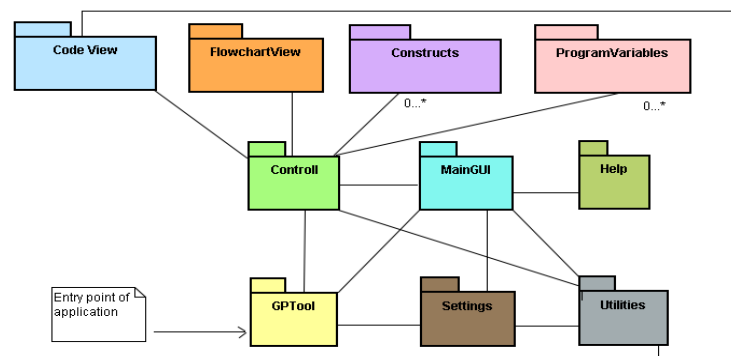 Code View
FlowchartView
Constructs
ProgramVariables
0...*
0...*
Controll
MainGUI
Help
Entry point of
application
GPTool
Settings
Utilities